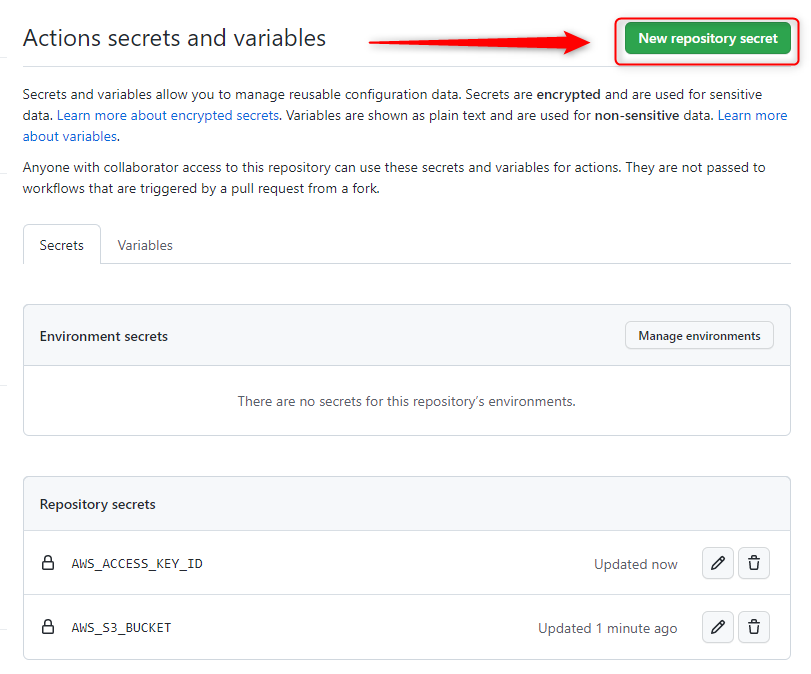 Actions secrets and variables
New repository secret
Secrets and variables allow you to manage reusable configuration data. Secrets are encrypted and are used for sensitive
data. Learn more about encrypted secrets. Variables are shown as plain text and are used for non-sensitive data. Learn more
about variables.
Anyone with collaborator access to this repository can use these secrets and variables for actions. They are not passed to
workflows that are triggered by a pull request from a fork.
Secrets
Variables
Environment secrets
Manage environments
There are no secrets for this repository's environments.
Repository secrets
AWS_ACCESS_KEY_ID
Updated now
AWS_S3_BUCKET
Updated 1 minute ago